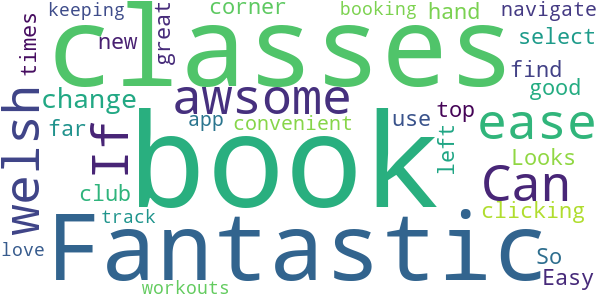 keeping
corner
booking
hand
navigate
times
new
great
classes
select
find
welsh
change
awsome
good
far
If
book
app
convenient
use
top
left
ease
Looks
club
Can
clicking
track
Fantastic
love
So
Easy
workouts